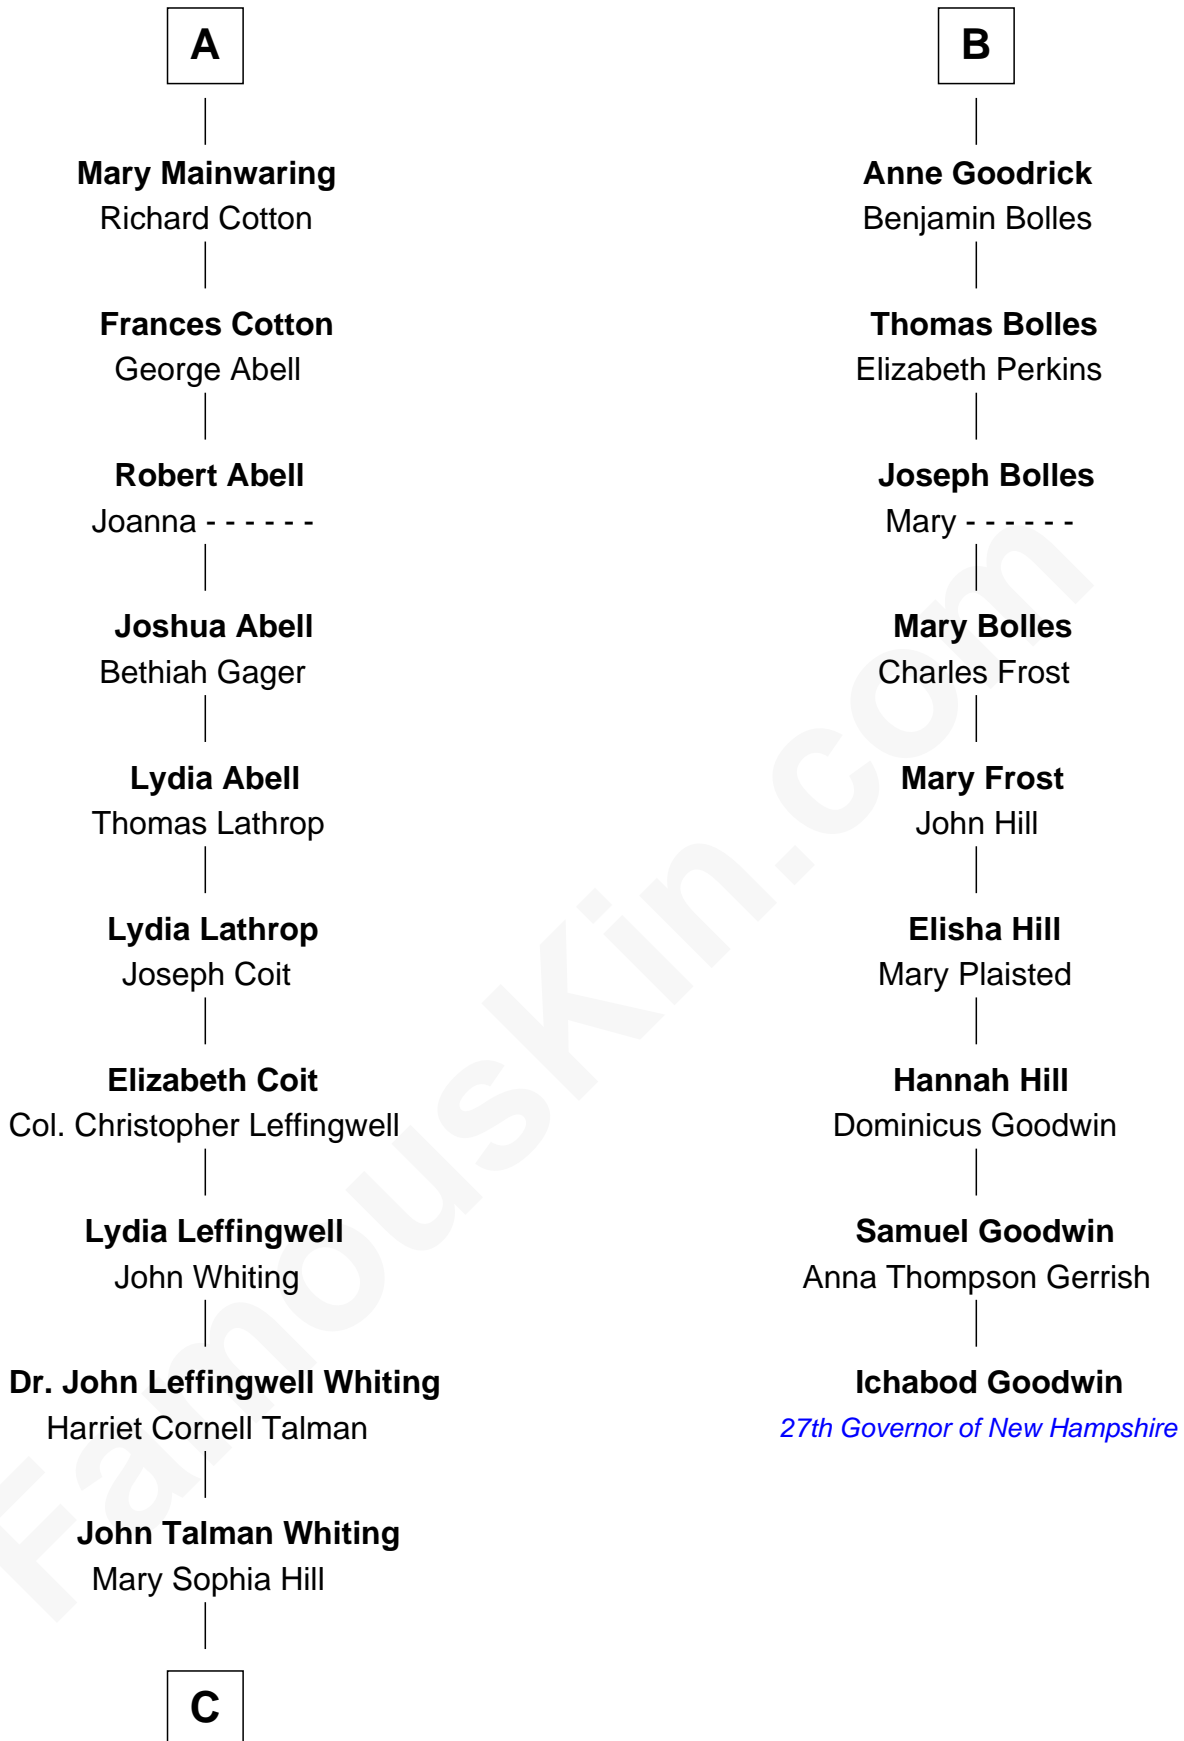 A
Mary Mainwaring
Richard Cotton
Frances Cotton
George Abell
Robert Abell
Joanna - - - - - -
Joshua Abell
Bethiah Gager
Lydia Abell
Thomas Lathrop
Lydia Lathrop
Joseph Coit
Elizabeth Coit
Col. Christopher Leffingwell
Lydia Leffingwell
John Whiting
Dr. John Leffingwell Whiting
Harriet Cornell Talman
John Talman Whiting
Mary Sophia Hill
C
B
Anne Goodrick
Benjamin Bolles
Thomas Bolles
Elizabeth Perkins
Joseph Bolles
Mary - - - - - -
Mary Bolles
Charles Frost
Mary Frost
John Hill
Elisha Hill
Mary Plaisted
Hannah Hill
Dominicus Goodwin
Samuel Goodwin
Anna Thompson Gerrish
Ichabod Goodwin
27th Governor of New Hampshire
FamousKin.com